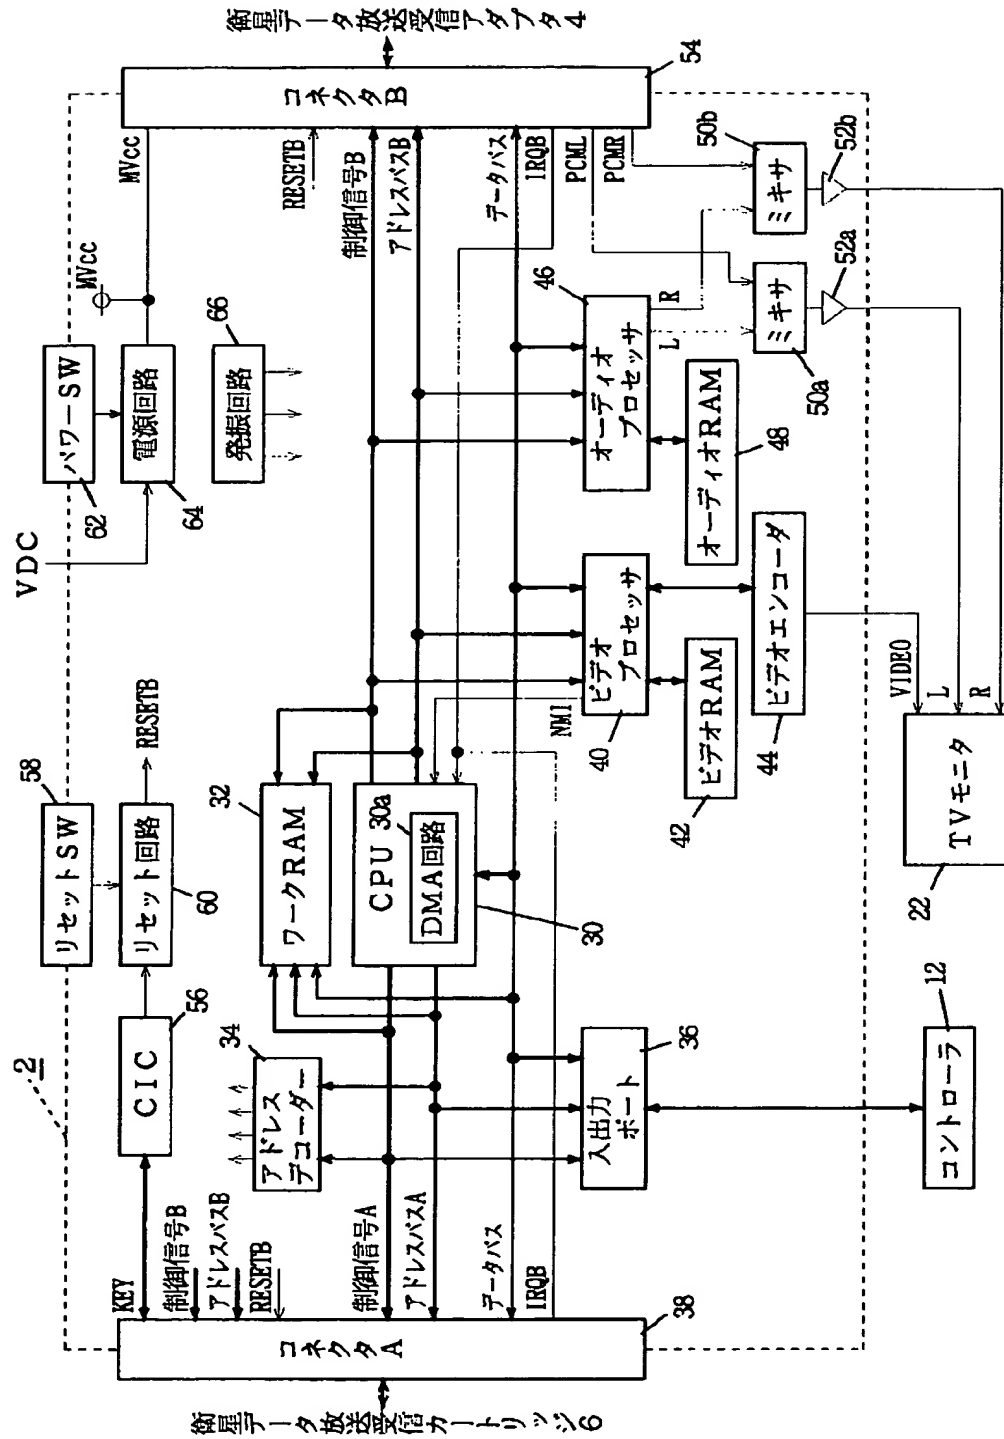 2
衛星データ放送受信カートリッジ6
コネクタA
38
KEY
制御信号B
アドレスバスB
RESETB
制御信号A
アドレスバスA
データバス
IRQB
CIC
56
リセットSW
58
リセット回路
60
RESETB
VDC
パワーSW
62
電源回路
64
MVcc
MVcc
発振回路
66
アドレス
デコーダー
34
ワークRAM
32
CPU
30a
DMA回路
30
入出力
ポート
36
コントローラ
12
NMI
ビデオ
プロセッサ
40
ビデオRAM
42
ビデオエンコーダ
44
オーディオ
プロセッサ
46
L
R
オーディオRAM
48
ミキサ
50a
52a
ミキサ
50b
52b
RESETB
制御信号B
アドレスバスB
データバス
IRQB
PCML
PCMR
コネクタB
54
衛星データ放送受信アダプタ4
VIDEO
L
R
TVモニタ
22